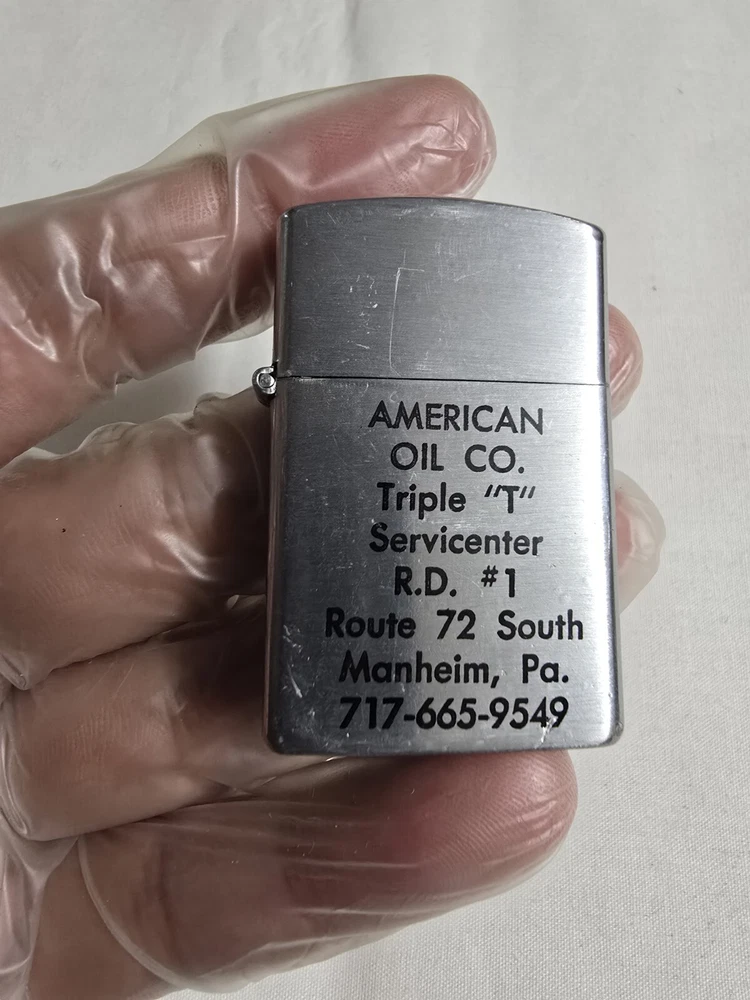 AMERICAN
OIL CO.
Triple "T"
Servicenter
R.D. #1
Route 72 South
Manheim, Pa.
717-665-9549